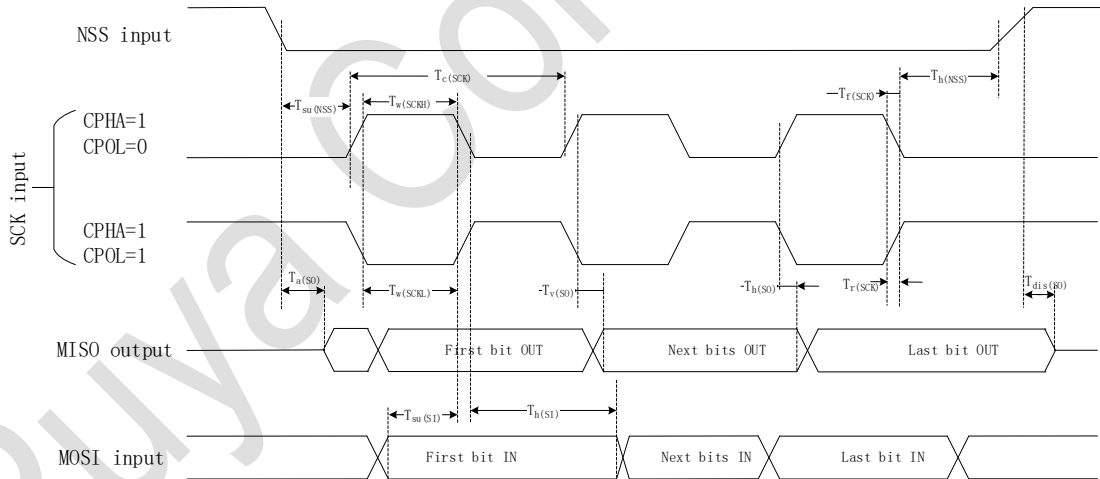 NSS input
Tc(SCK)
Th(NSS)
Tsu(NSS)
Tw(SCKH)
Tf(SCK)
CPHA=1
CPOL=0
SCK input
CPHA=1
CPOL=1
Ta(SO)
Tw(SCKL)
Tv(SO)
Th(SO)
Tr(SCK)
Tdis(SO)
MISO output
First bit OUT
Next bits OUT
Last bit OUT
Tsu(SI)
Th(SI)
MOSI input
First bit IN
Next bits IN
Last bit IN
Puya Con